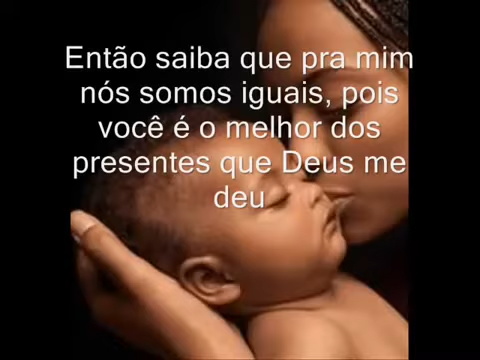 Então saiba que pra mim
nós somos iguais, pois
você é o melhor dos
presentes que Deus me
deu